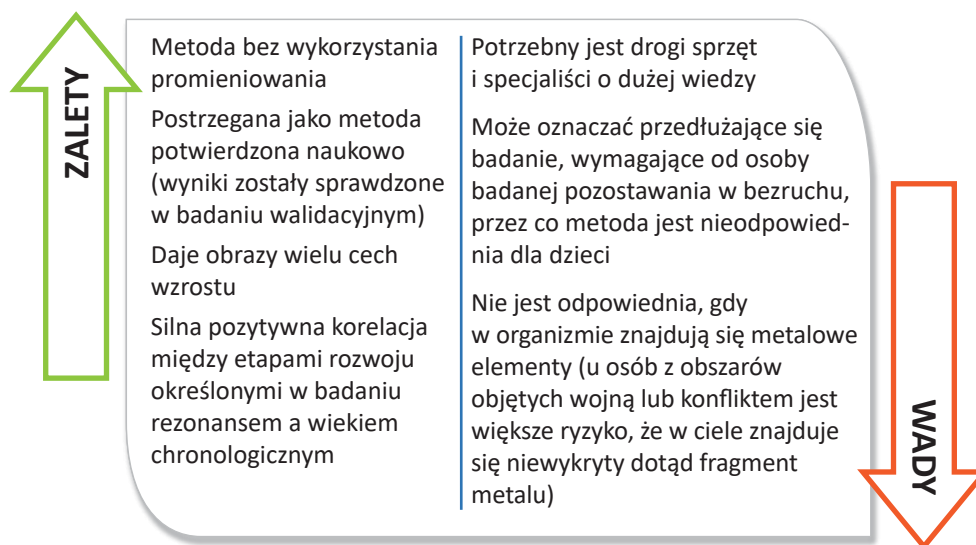 ZALETY
Metoda bez wykorzystania
promieniowania
Postrzegana jako metoda
potwierdzona naukowo
(wyniki zostały sprawdzone
w badaniu walidacyjnym)
Daje obrazy wielu cech
wzrostu
Silna pozytywna korelacja
między etapami rozwoju
określonymi w badaniu
rezonansem a wiekiem
chronologicznym
Potrzebny jest drogi sprzęt
i specjaliści o dużej wiedzy
Może oznaczać przedłużające się
badanie, wymagające od osoby
badanej pozostawania w bezruchu,
przez co metoda jest nieodpowied-
nia dla dzieci
Nie jest odpowiednia, gdy
w organizmie znajdują się metalowe
elementy (u osób z obszarów
objętych wojną lub konfliktem jest
większe ryzyko, że w ciele znajduje
się niewykryty dotąd fragment
metalu)
WADY